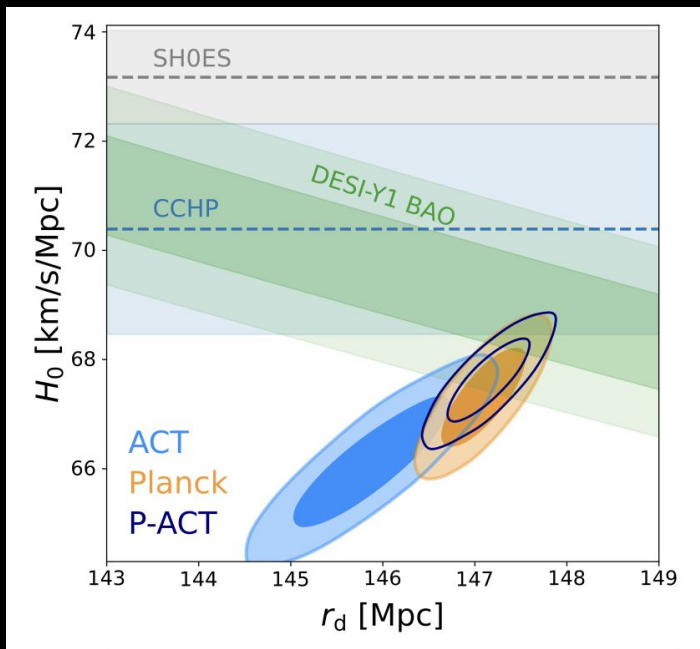 74
SH0ES
72
DESI-Y1 BAO
CCHP
70
H₀ [km/s/Mpc]
68
ACT
66
Planck
P-ACT
143 144 145 146 147 148 149
r_d [Mpc]